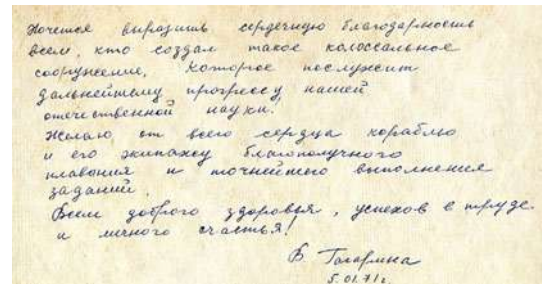 Хочется выразить сердечную благодарность
всем, кто создал такое колоссальное
сооружение, которое послужит
дальнейшему прогрессу нашей
отечественной науки.
Желаю от всего сердца кораблю
и его экипажу благополучного
плавания и точнейшего выполнения
заданий.
Всем доброго здоровья, успехов в труде
и личного счастья!
В. Гагарина
5.01.71г.